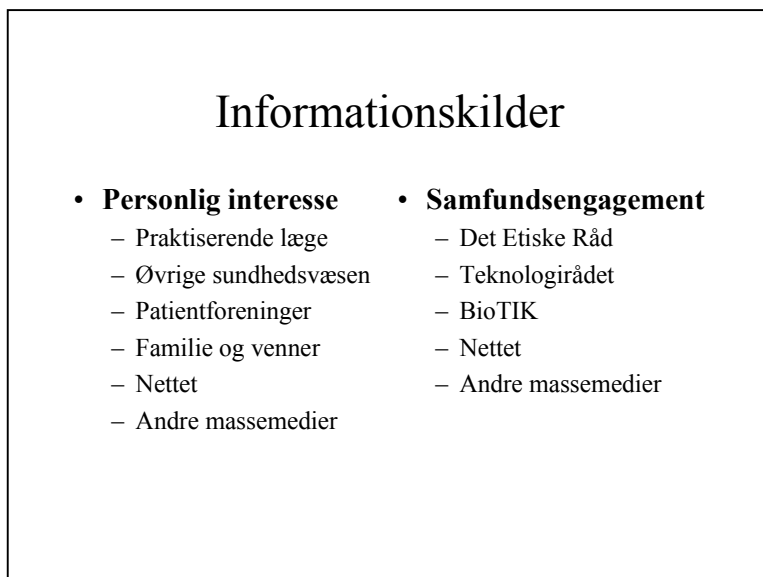 Informationskilder
• Personlig interesse
– Praktiserende læge
– Øvrige sundhedsvæsen
– Patientforeninger
– Familie og venner
– Nettet
– Andre massemedier
• Samfundsengagement
– Det Etiske Råd
– Teknologirådet
– BioTIK
– Nettet
– Andre massemedier